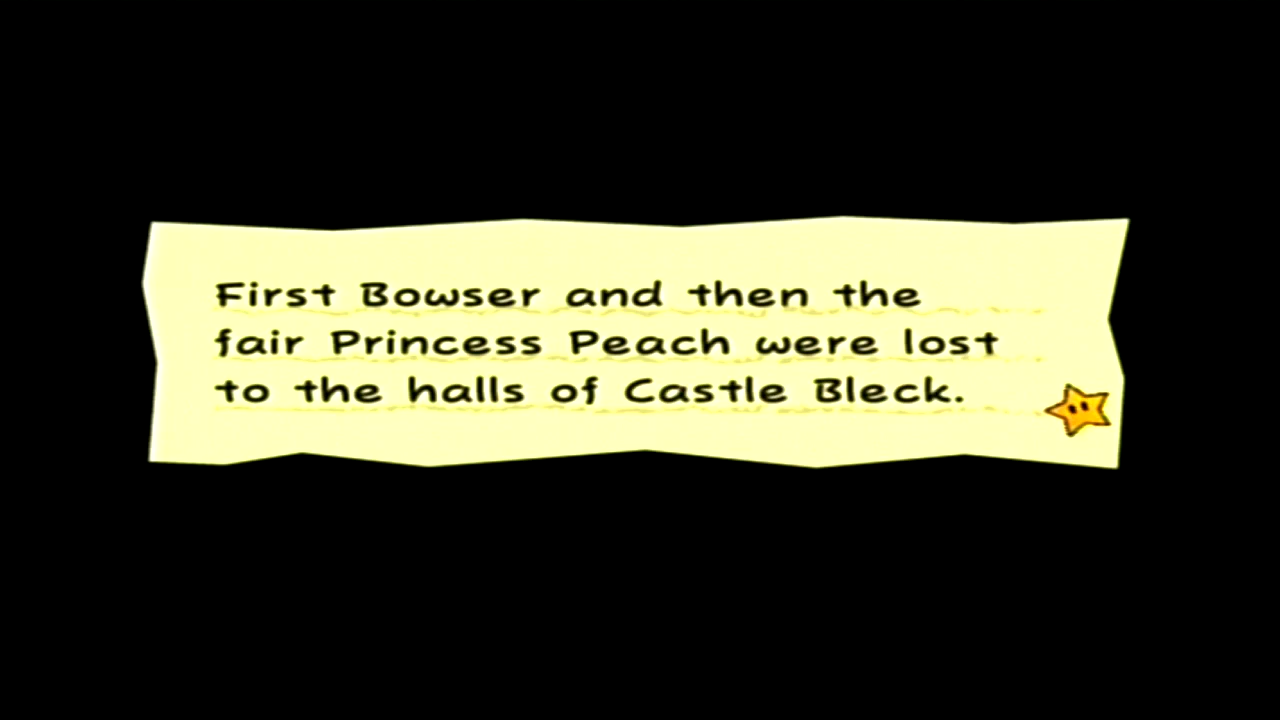 First Bowser and then the
fair Princess Peach were lost
to the halls of Castle Bleck.